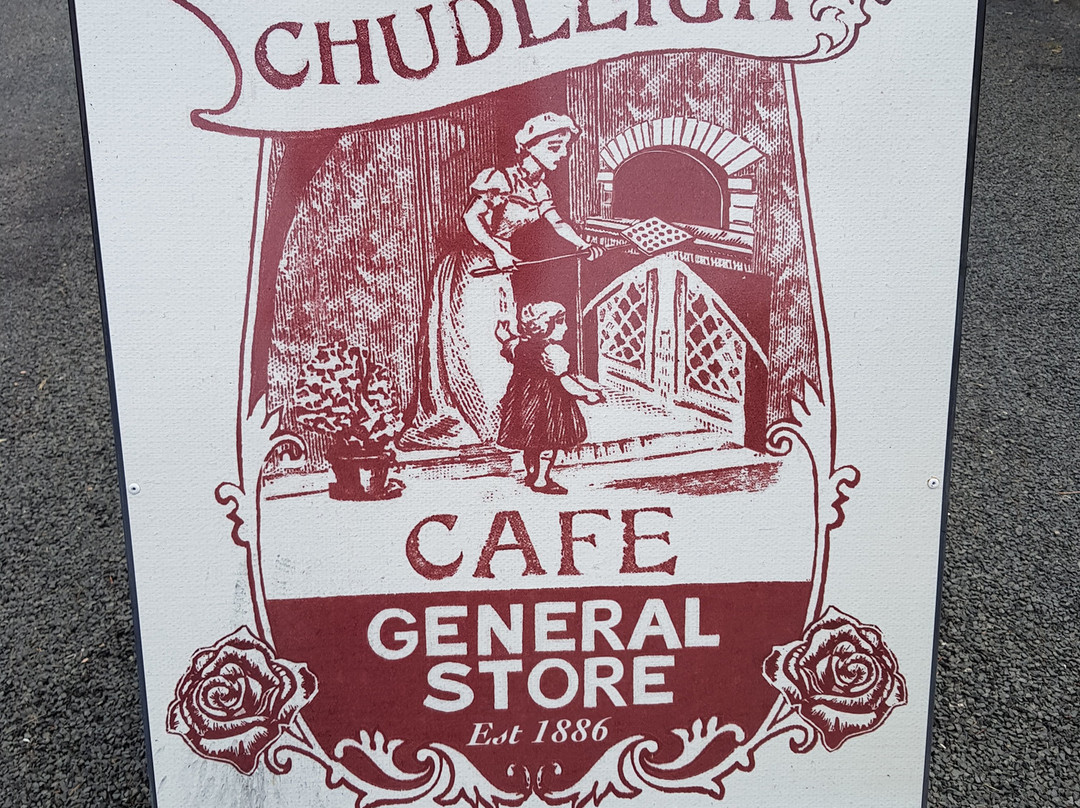 CHUDLEIGH
CAFE
GENERAL
STORE
Est 1886